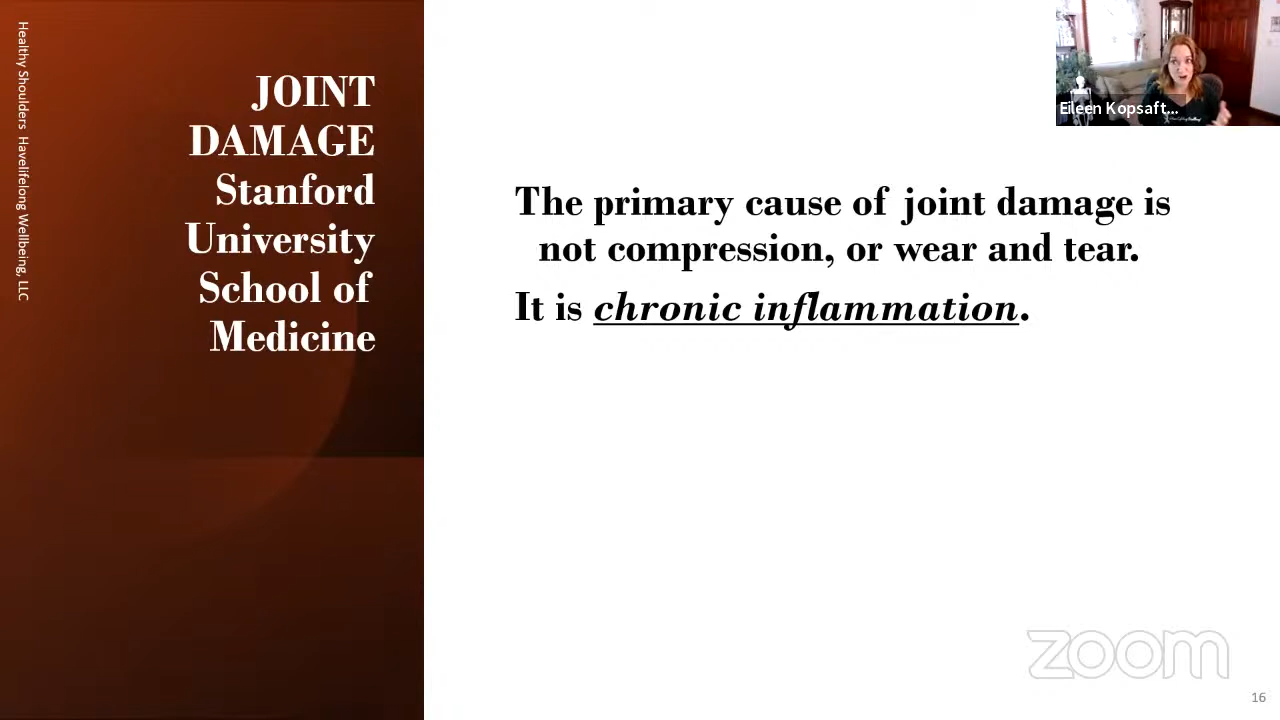 Healthy Shoulders Havelifelong Wellbeing, LLC
JOINT
DAMAGE
Stanford
University
School of
Medicine
The primary cause of joint damage is
not compression, or wear and tear.
It is chronic inflammation.
Eileen Kopsaft...
zoom
16